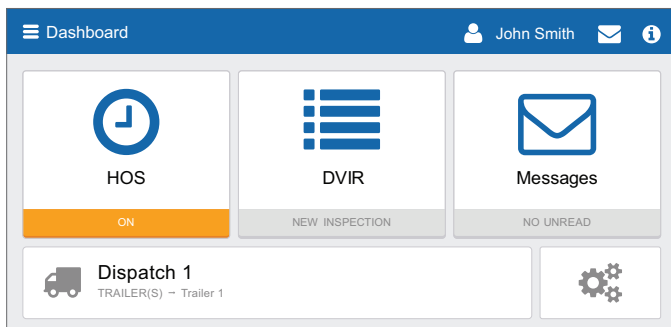 Dashboard John Smith
HOS DVIR Messages
ON NEW INSPECTION NO UNREAD
Dispatch 1
TRAILER(S) → Trailer 1